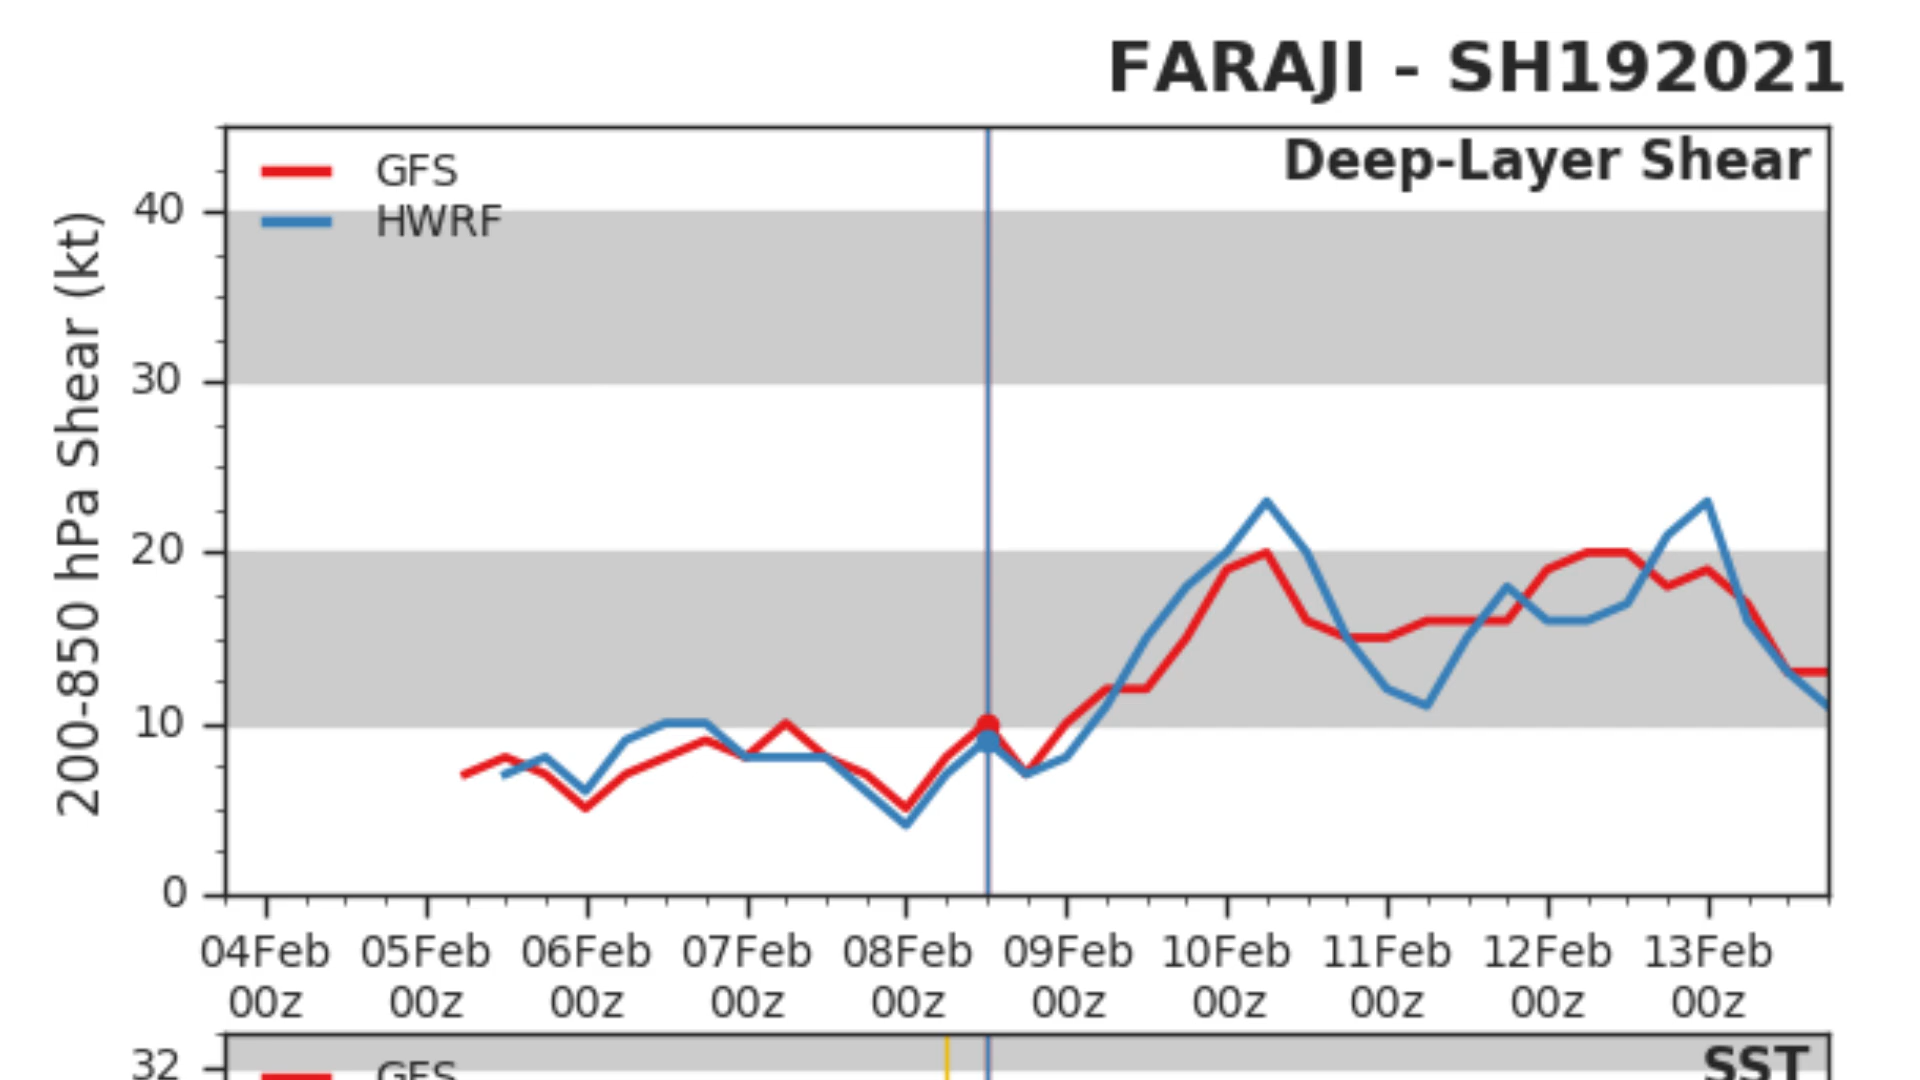 FARAJI - SH192021
Deep-Layer Shear
GFS
HWRF
200-850 hPa Shear (kt)
40
30
20
10
0
04Feb 05Feb 06Feb 07Feb 08Feb 09Feb 10Feb 11Feb 12Feb 13Feb
00z 00z 00z 00z 00z 00z 00z 00z 00z 00z
32
GFS
SST